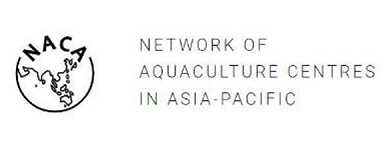 NACA
NETWORK OF
AQUACULTURE CENTRES
IN ASIA-PACIFIC